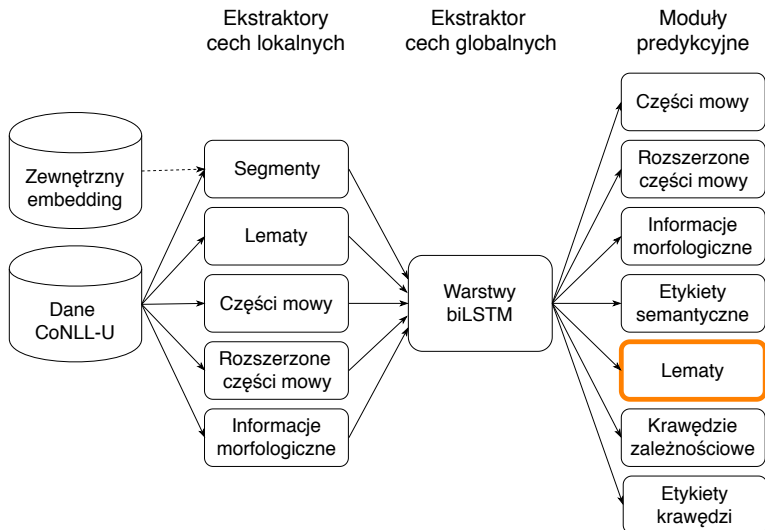 Ekstraktory
cech lokalnych
Ekstraktor
cech globalnych
Moduły
predykcyjne
Zewnętrzny
embedding
Dane
CoNLL-U
Segmenty
Lematy
Części mowy
Rozszerzone
części mowy
Informacje
morfologiczne
Warstwy
biLSTM
Części mowy
Rozszerzone
części mowy
Informacje
morfologiczne
Etykiety
semantyczne
Lematy
Krawędzie
zależnościowe
Etykiety
krawędzi